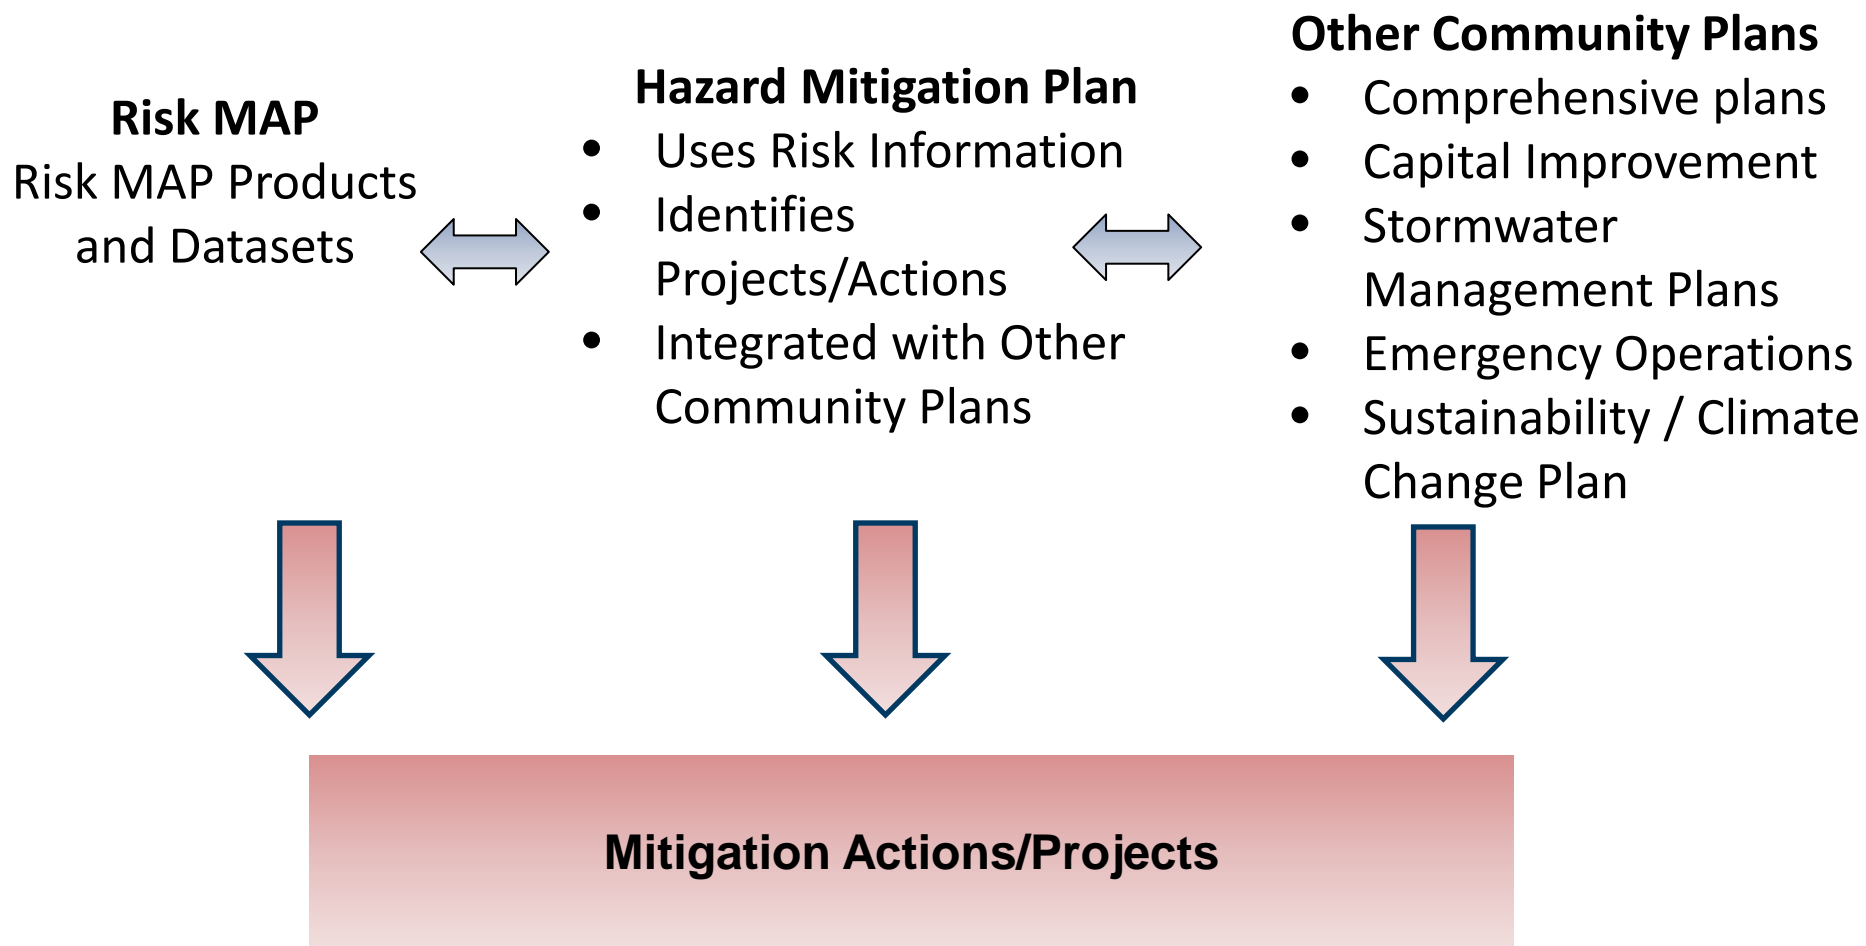 Risk MAP
Risk MAP Products
and Datasets
Hazard Mitigation Plan
• Uses Risk Information
• Identifies
Projects/Actions
• Integrated with Other
Community Plans
Other Community Plans
• Comprehensive plans
• Capital Improvement
• Stormwater
Management Plans
• Emergency Operations
• Sustainability / Climate
Change Plan
Mitigation Actions/Projects